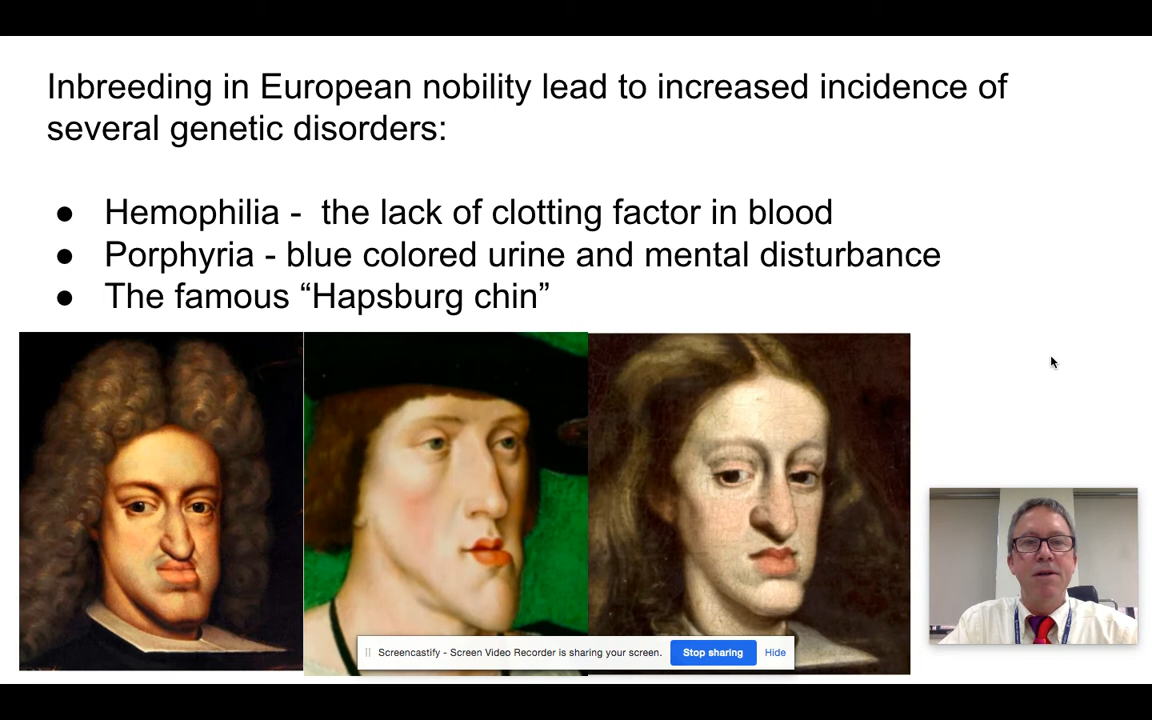 Inbreeding in European nobility lead to increased incidence of
several genetic disorders:
● Hemophilia -  the lack of clotting factor in blood
● Porphyria - blue colored urine and mental disturbance
● The famous “Hapsburg chin”
Screencastify - Screen Video Recorder is sharing your screen. Stop sharing Hide